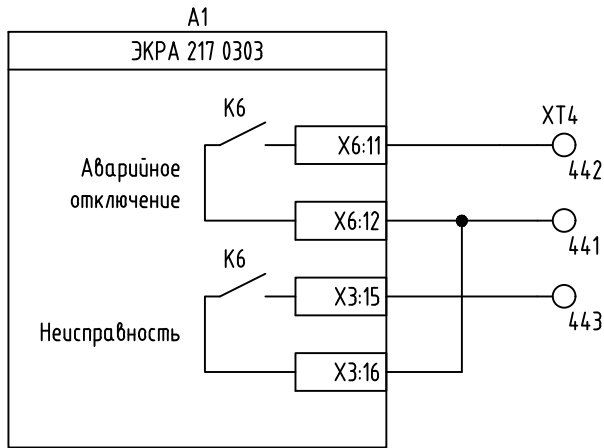 A1
ЭКРА 217 0303
K6
X6:11
XT4
442
Аварийное
отключение
X6:12
441
K6
X3:15
443
Неисправность
X3:16